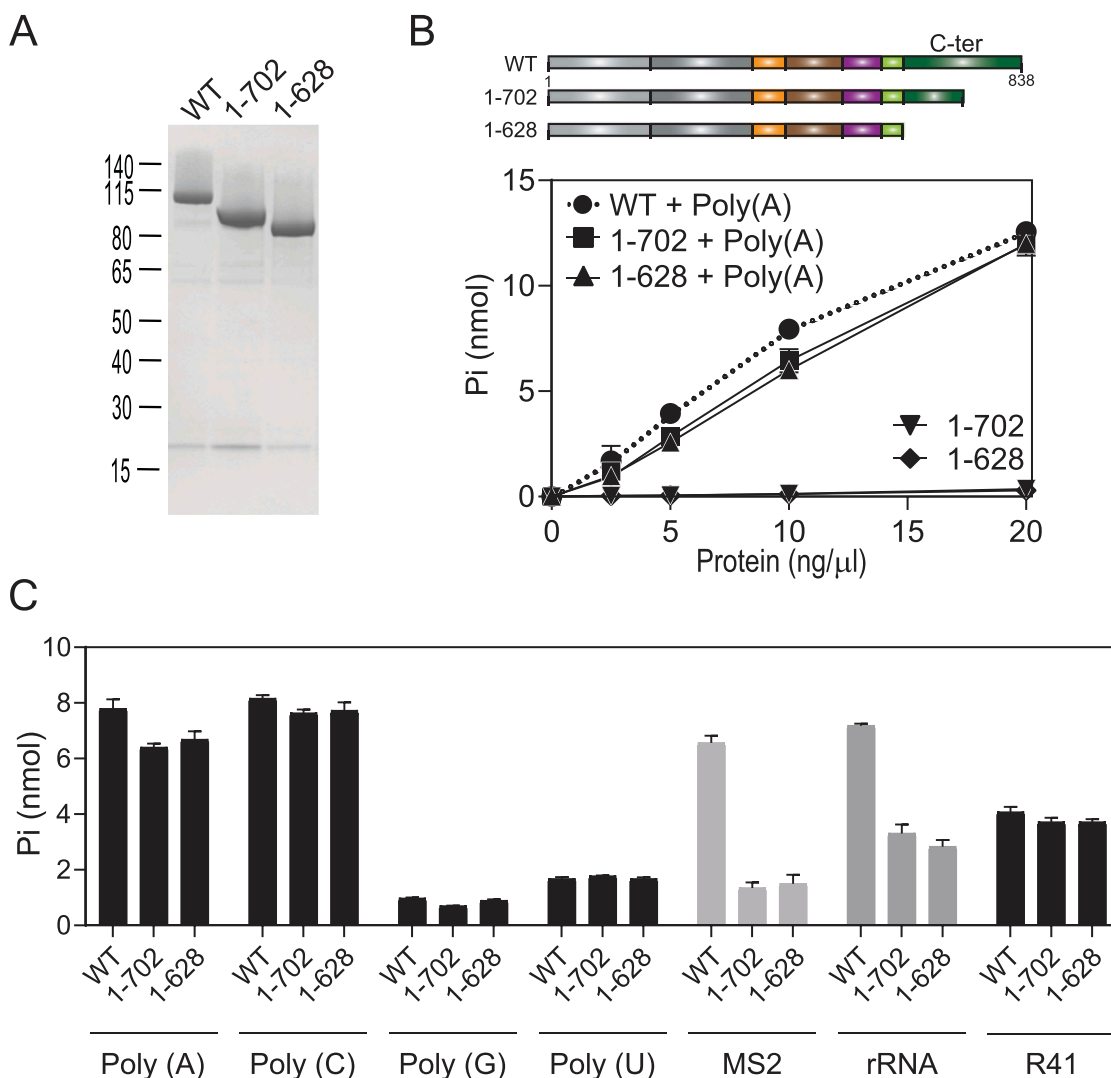 A
WT 1-702 1-628
140
115
80
65
50
40
30
15
B
C-ter
WT
1 838
1-702
1-628
15
10
5
0
Pi (nmol)
WT + Poly(A)
1-702 + Poly(A)
1-628 + Poly(A)
1-702
1-628
0 5 10 15 20
Protein (ng/µl)
C
10
8
6
4
2
0
Pi (nmol)
WT 1-702 1-628 WT 1-702 1-628 WT 1-702 1-628 WT 1-702 1-628 WT 1-702 1-628 WT 1-702 1-628 WT 1-702 1-628
Poly (A) Poly (C) Poly (G) Poly (U) MS2 rRNA R41